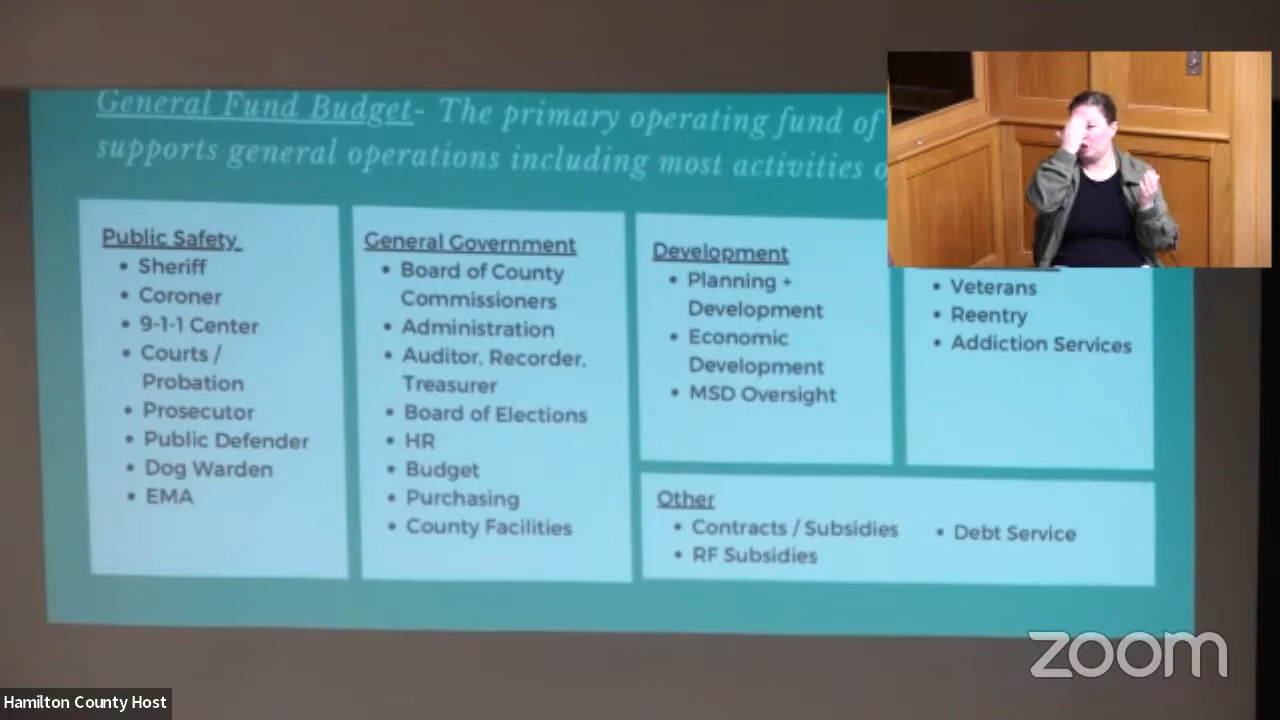 General Fund Budget- The primary operating fund of
supports general operations including most activities
Public Safety
• Sheriff
• Coroner
• 9-1-1 Center
• Courts /
Probation
• Prosecutor
• Public Defender
• Dog Warden
• EMA
General Government
• Board of County
Commissioners
• Administration
• Auditor, Recorder,
Treasurer
• Board of Elections
• HR
• Budget
• Purchasing
• County Facilities
Development
• Planning +
Development
• Economic
Development
• MSD Oversight
• Veterans
• Reentry
• Addiction Services
Other
• Contracts / Subsidies
• RF Subsidies
• Debt Service
zoom
Hamilton County Host